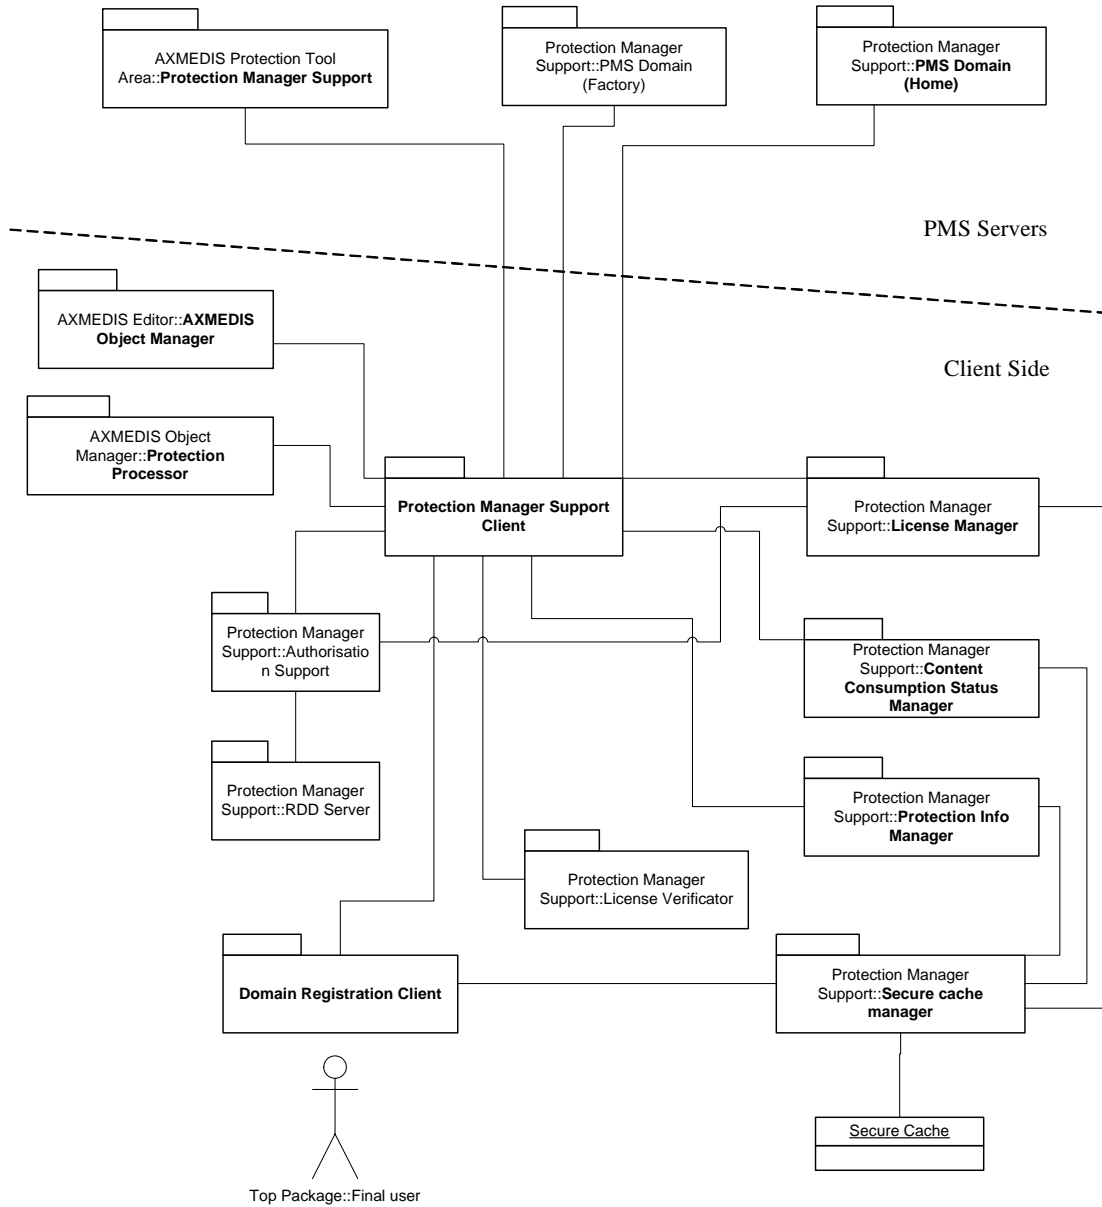 AXMEDIS Protection Tool
Area::Protection Manager Support
Protection Manager
Support::PMS Domain
(Factory)
Protection Manager
Support::PMS Domain
(Home)
PMS Servers
AXMEDIS Editor::AXMEDIS
Object Manager
Client Side
AXMEDIS Object
Manager::Protection
Processor
Protection Manager Support
Client
Protection Manager
Support::License Manager
Protection Manager
Support::Authorisatio
n Support
Protection Manager
Support::Content
Consumption Status
Manager
Protection Manager
Support::RDD Server
Protection Manager
Support::Protection Info
Manager
Protection Manager
Support::License Verificator
Domain Registration Client
Protection Manager
Support::Secure cache
manager
Secure Cache
Top Package::Final user